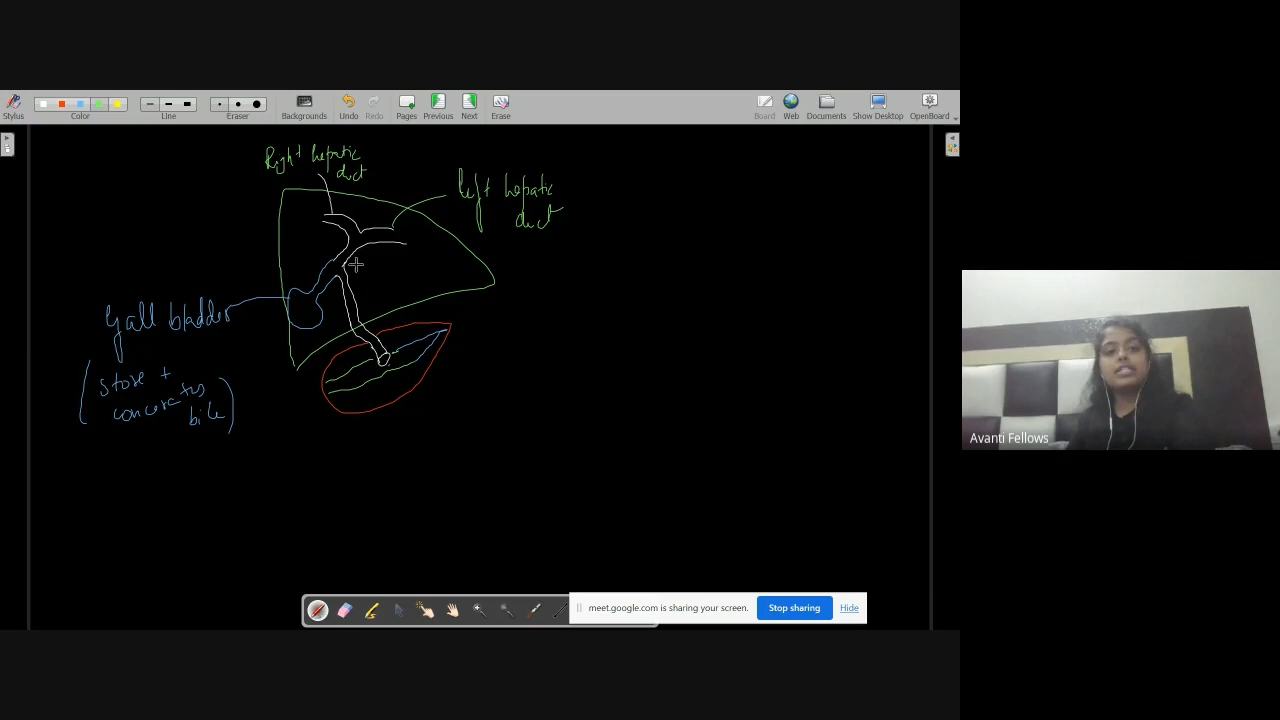 Stylus
Color
Line
Eraser
Backgrounds
Undo
Redo
Pages
Previous
Next
Erase
Board
Web
Documents
Show Desktop
OpenBoard
Right hepatic
duct
left hepatic
duct
Gall bladder
(store +
bile)
Avanti Fellows
meet.google.com is sharing your screen.
Stop sharing
Hide